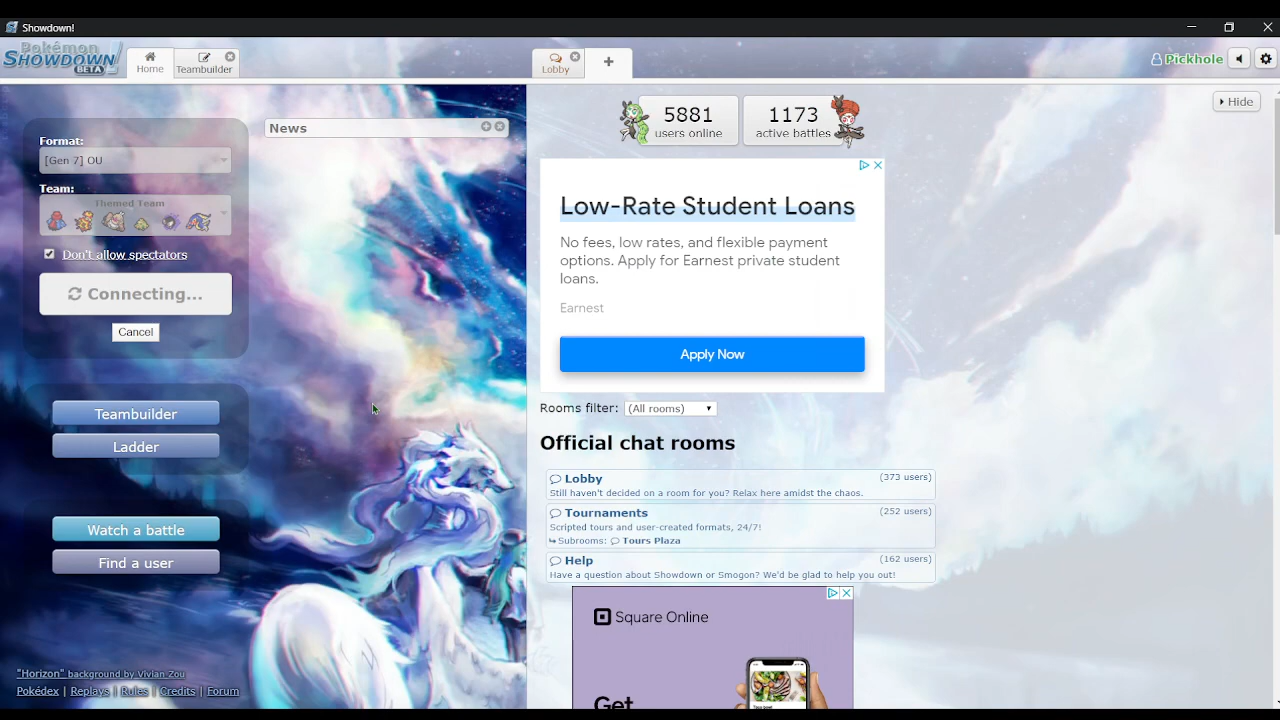 Showdown!
Pokémon
SHOWDOWN
BETA
Home
Teambuilder
Lobby
+
Pickhole
Format:
[Gen 7] OU
Team:
Themed Team
Don't allow spectators
Connecting...
Cancel
Teambuilder
Ladder
Watch a battle
Find a user
"Horizon" background by Vivian Zou
Pokédex | Replays | Rules | Credits | Forum
News
Hide
5881
users online
1173
active battles
Low-Rate Student Loans
No fees, low rates, and flexible payment
options. Apply for Earnest private student
loans.
Earnest
Apply Now
Rooms filter: (All rooms)
Official chat rooms
Lobby (373 users)
Still haven't decided on a room for you? Relax here amidst the chaos.
Tournaments (252 users)
Scripted tours and user-created formats, 24/7!
Subrooms: Tours Plaza
Help (162 users)
Have a question about Showdown or Smogon? We'd be glad to help you out!
Square Online
Get